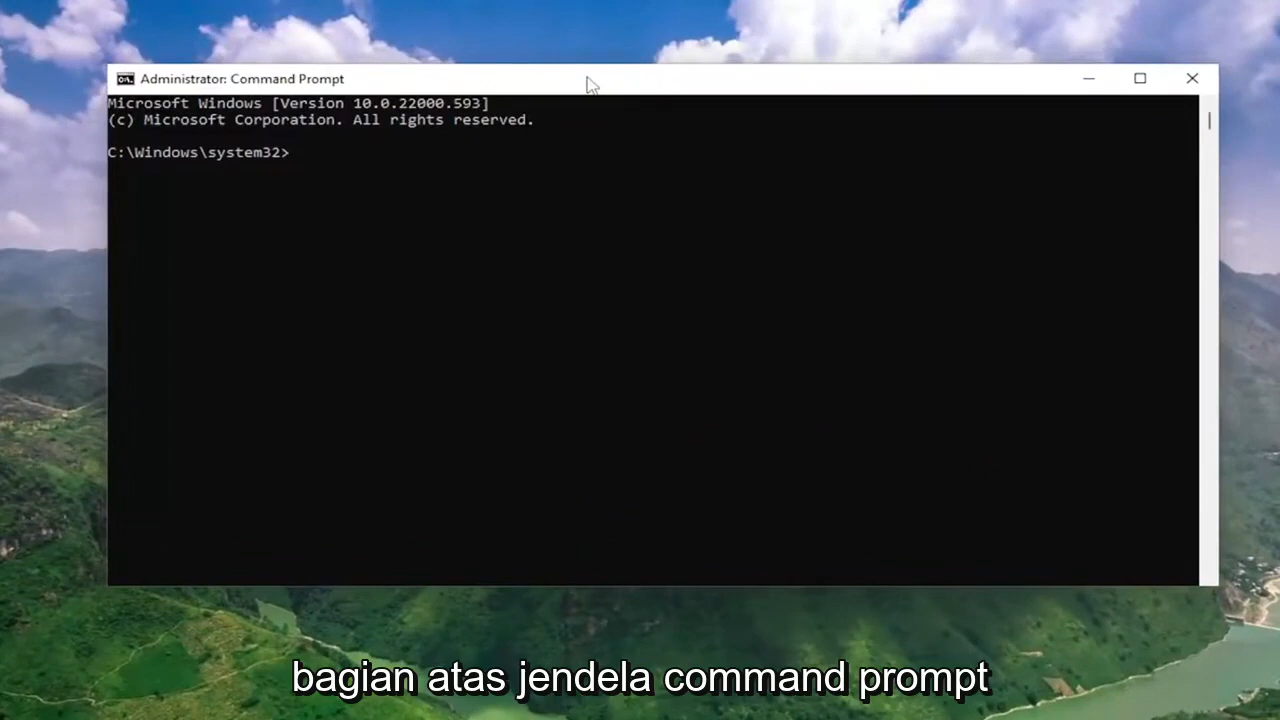 Administrator: Command Prompt
Microsoft Windows [Version 10.0.22000.593]
(c) Microsoft Corporation. All rights reserved.
C:\Windows\system32>
bagian atas jendela command prompt